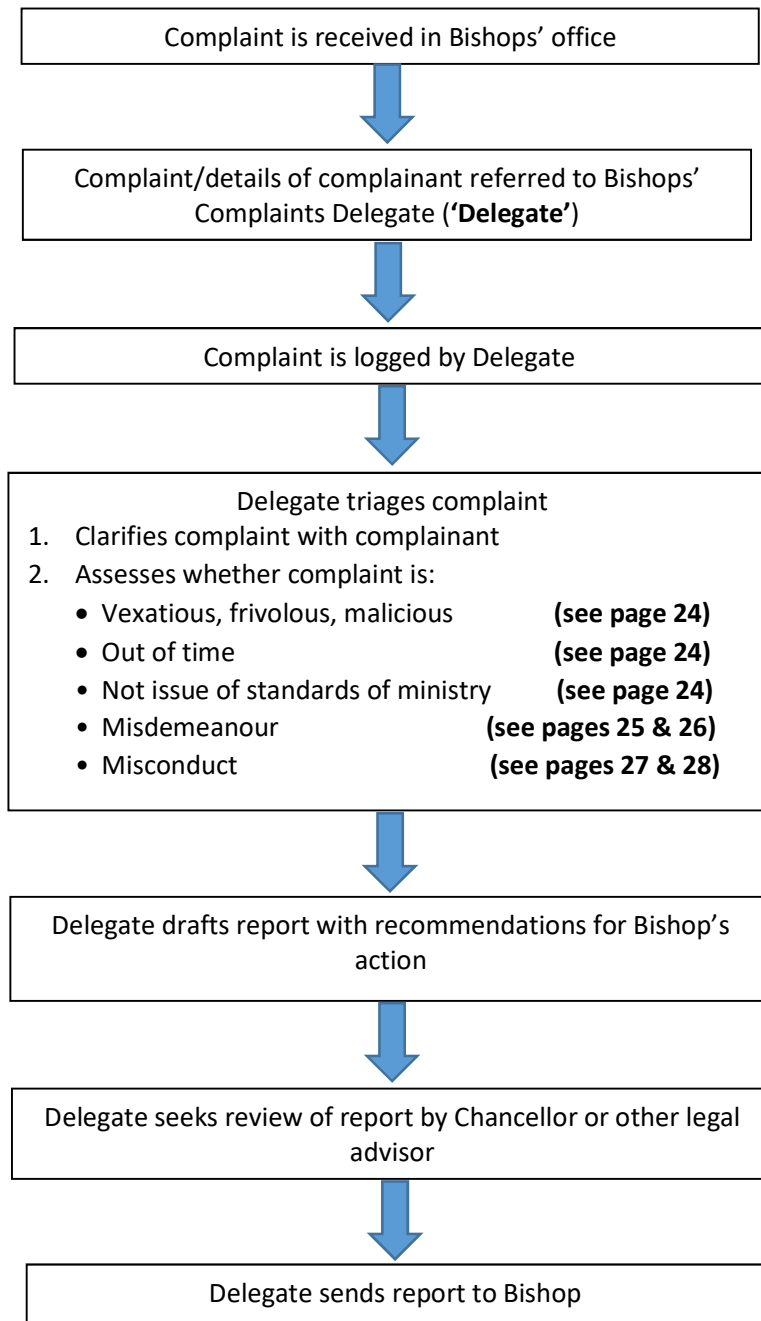 Complaint is received in Bishops’ office
Complaint/details of complainant referred to Bishops’
Complaints Delegate (‘Delegate’)
Complaint is logged by Delegate
Delegate triages complaint
1. Clarifies complaint with complainant
2. Assesses whether complaint is:
• Vexatious, frivolous, malicious (see page 24)
• Out of time (see page 24)
• Not issue of standards of ministry (see page 24)
• Misdemeanour (see pages 25 & 26)
• Misconduct (see pages 27 & 28)
Delegate drafts report with recommendations for Bishop’s
action
Delegate seeks review of report by Chancellor or other legal
advisor
Delegate sends report to Bishop